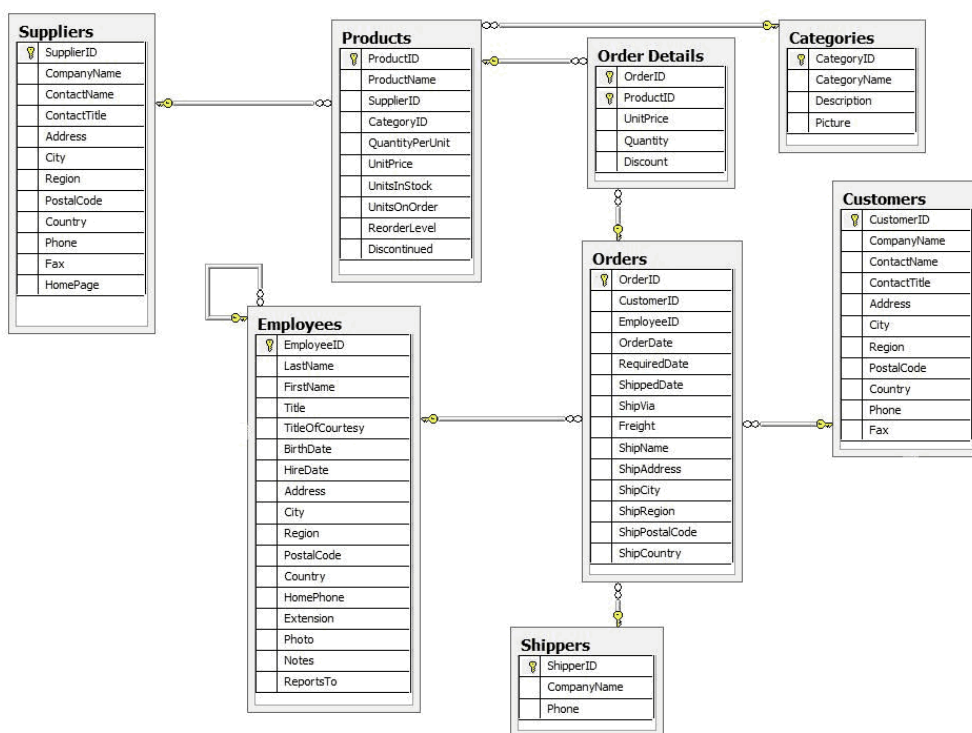 Suppliers
SupplierID
CompanyName
ContactName
ContactTitle
Address
City
Region
PostalCode
Country
Phone
Fax
HomePage
Products
ProductID
ProductName
SupplierID
CategoryID
QuantityPerUnit
UnitPrice
UnitsInStock
UnitsOnOrder
ReorderLevel
Discontinued
Order Details
OrderID
ProductID
UnitPrice
Quantity
Discount
Categories
CategoryID
CategoryName
Description
Picture
Employees
EmployeeID
LastName
FirstName
Title
TitleOfCourtesy
BirthDate
HireDate
Address
City
Region
PostalCode
Country
HomePhone
Extension
Photo
Notes
ReportsTo
Orders
OrderID
CustomerID
EmployeeID
OrderDate
RequiredDate
ShippedDate
ShipVia
Freight
ShipName
ShipAddress
ShipCity
ShipRegion
ShipPostalCode
ShipCountry
Customers
CustomerID
CompanyName
ContactName
ContactTitle
Address
City
Region
PostalCode
Country
Phone
Fax
Shippers
ShipperID
CompanyName
Phone